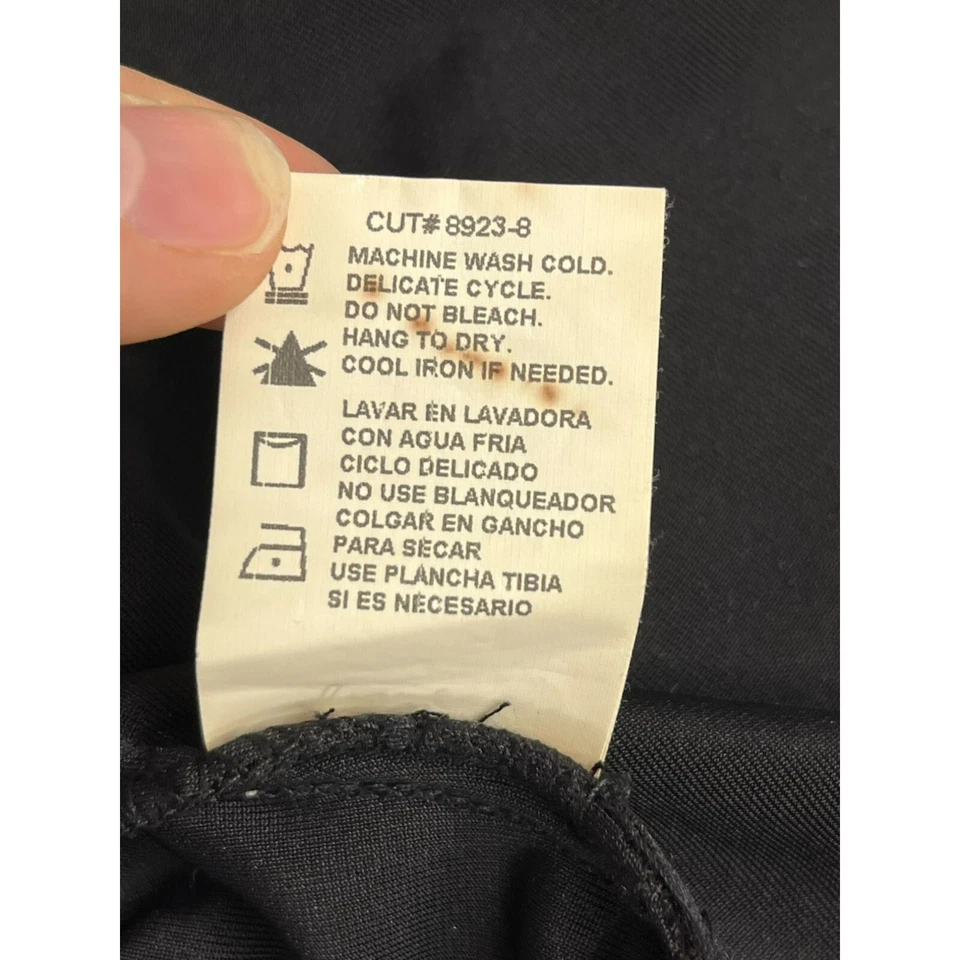 CUT# 8923-8
MACHINE WASH COLD.
DELICATE CYCLE.
DO NOT BLEACH.
HANG TO DRY.
COOL IRON IF NEEDED.
LAVAR EN LAVADORA
CON AGUA FRIA
CICLO DELICADO
NO USE BLANQUEADOR
COLGAR EN GANCHO
PARA SECAR
USE PLANCHA TIBIA
SI ES NECESARIO